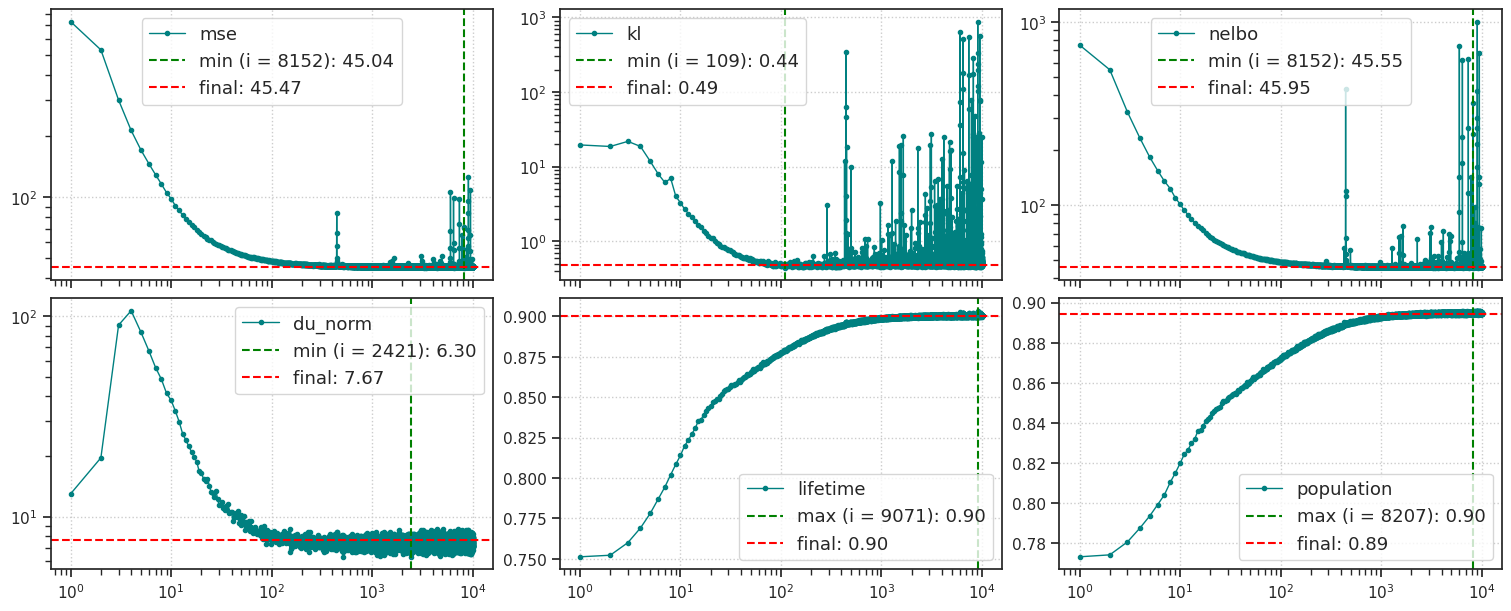 mse
min (i = 8152): 45.04
final: 45.47
10²
kl
min (i = 109): 0.44
final: 0.49
10³
10²
10¹
10⁰
nelbo
min (i = 8152): 45.55
final: 45.95
10³
10²
du_norm
min (i = 2421): 6.30
final: 7.67
10²
10¹
10⁰ 10¹ 10² 10³ 10⁴
lifetime
max (i = 9071): 0.90
final: 0.90
0.900
0.875
0.850
0.825
0.800
0.775
0.750
10⁰ 10¹ 10² 10³ 10⁴
population
max (i = 8207): 0.90
final: 0.89
0.90
0.88
0.86
0.84
0.82
0.80
0.78
10⁰ 10¹ 10² 10³ 10⁴